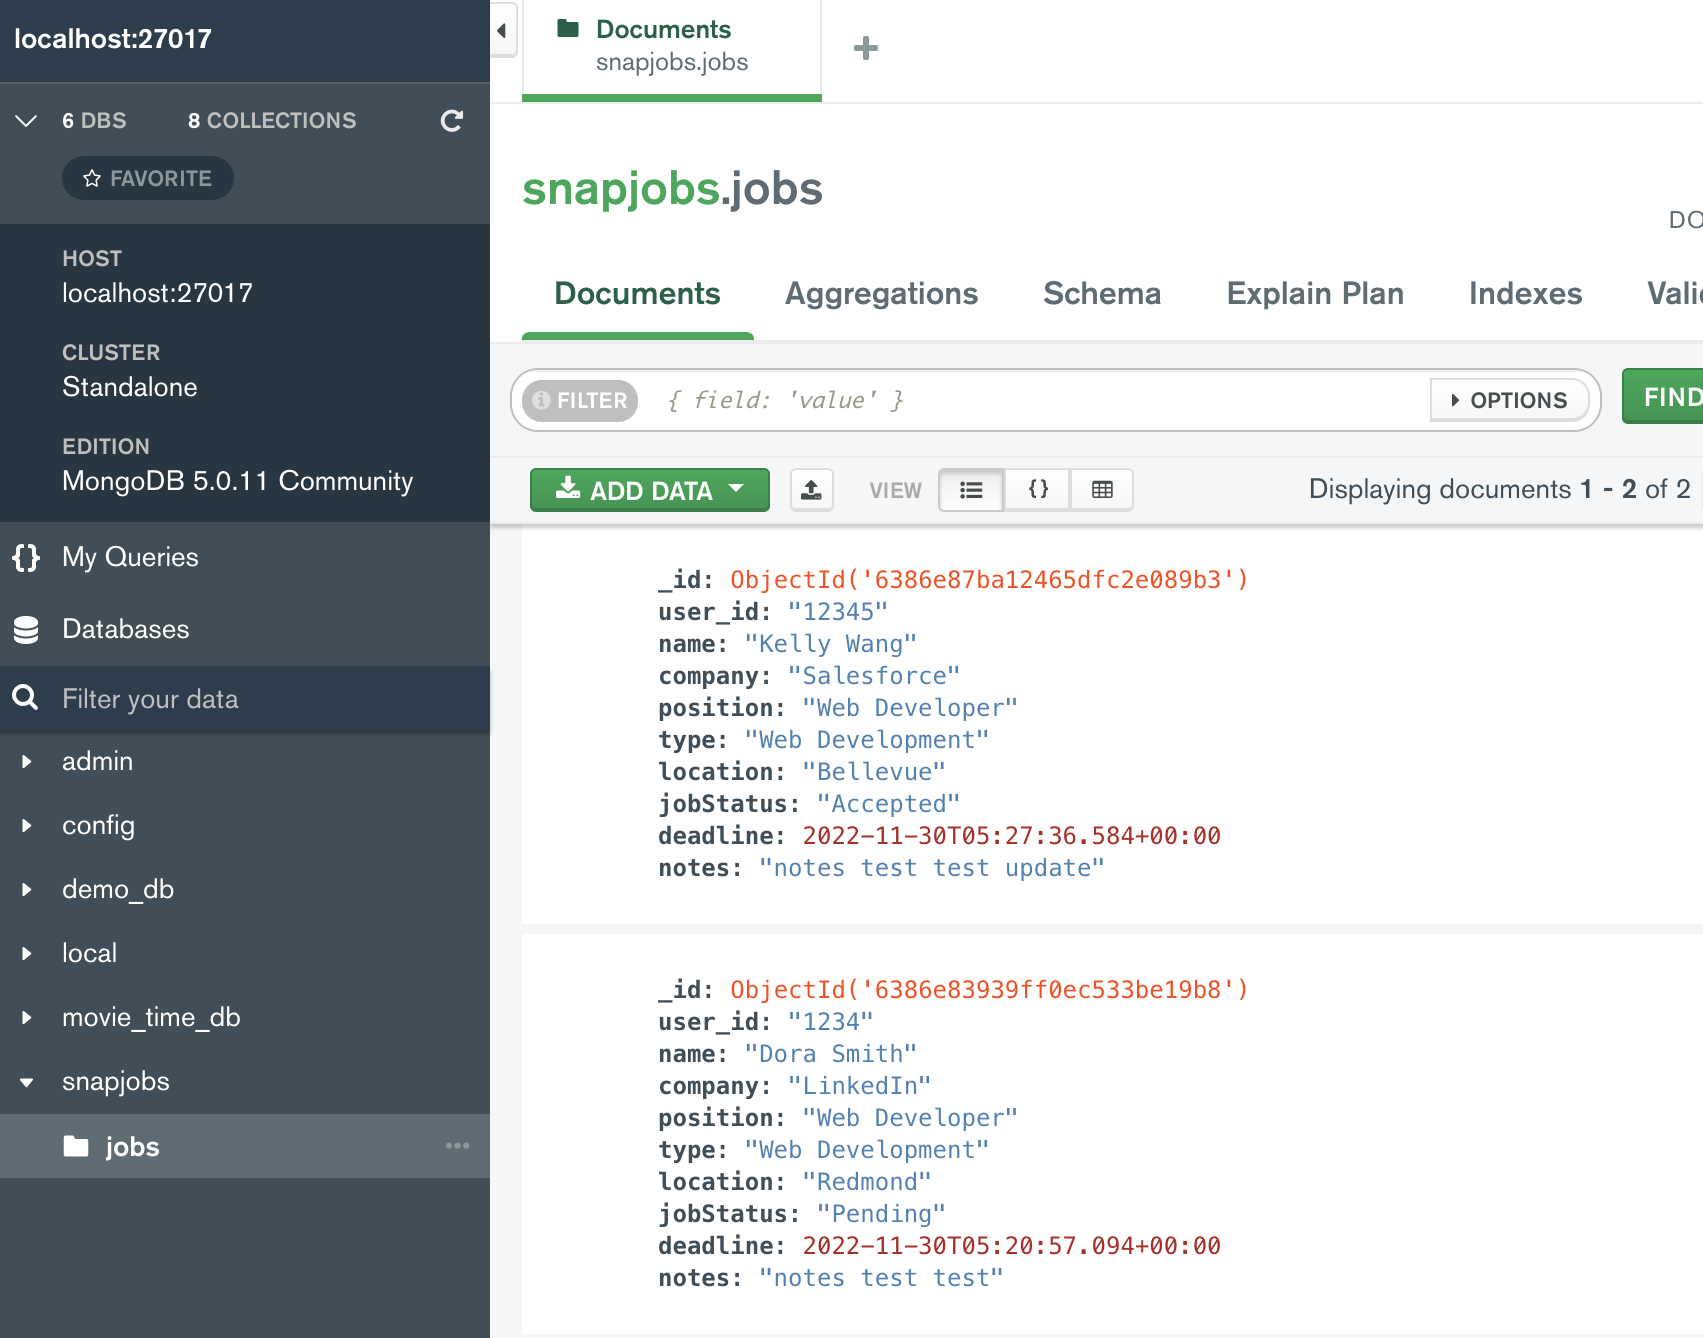 localhost:27017
6 DBS 8 COLLECTIONS
FAVORITE
HOST
localhost:27017
CLUSTER
Standalone
EDITION
MongoDB 5.0.11 Community
{} My Queries
Databases
Filter your data
admin
config
demo_db
local
movie_time_db
snapjobs
jobs
Documents
snapjobs.jobs
snapjobs.jobs
DO
Documents Aggregations Schema Explain Plan Indexes Vali
FILTER { field: 'value' } OPTIONS FIND
ADD DATA VIEW {} Displaying documents 1 - 2 of 2
_id: ObjectId('6386e87ba12465dfc2e089b3')
user_id: "12345"
name: "Kelly Wang"
company: "Salesforce"
position: "Web Developer"
type: "Web Development"
location: "Bellevue"
jobStatus: "Accepted"
deadline: 2022-11-30T05:27:36.584+00:00
notes: "notes test test update"
_id: ObjectId('6386e83939ff0ec533be19b8')
user_id: "1234"
name: "Dora Smith"
company: "LinkedIn"
position: "Web Developer"
type: "Web Development"
location: "Redmond"
jobStatus: "Pending"
deadline: 2022-11-30T05:20:57.094+00:00
notes: "notes test test"